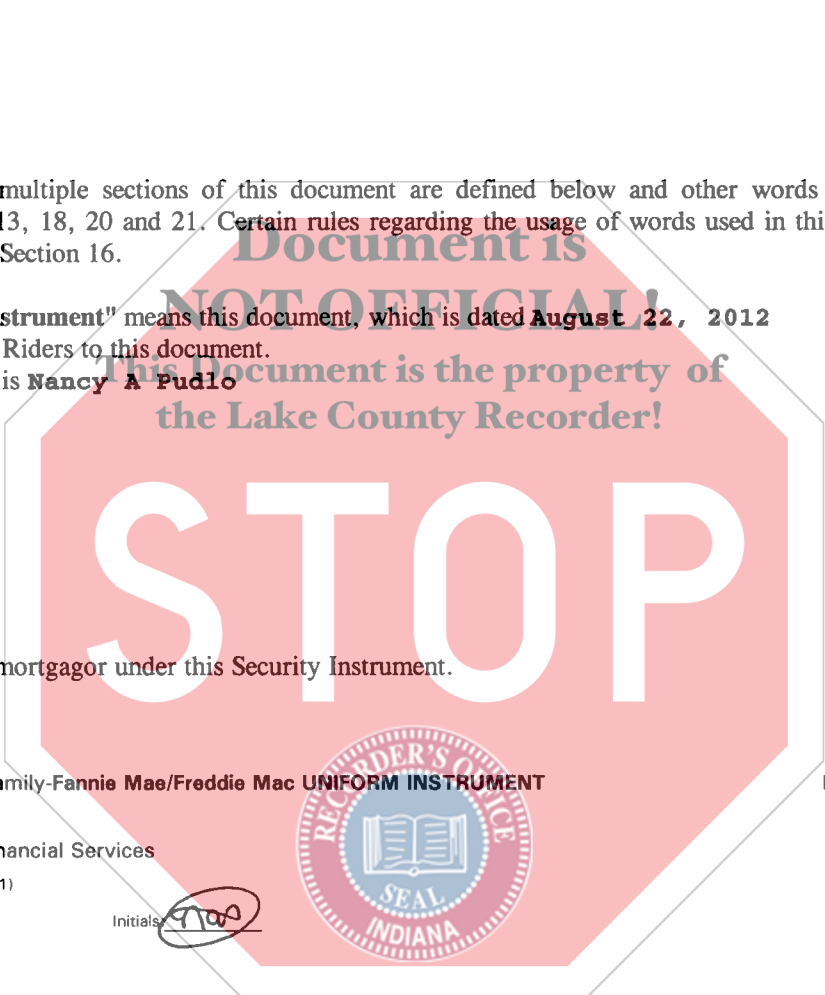 multiple sections of this document are defined below and other words
3, 18, 20 and 21. Certain rules regarding the usage of words used in thi
Section 16.
Document is
strument" means this document, which is dated August 22, 2012
NOT OFFICIAL!
Riders to this document.
This Document is the property of
is Nancy A Pudlo
the Lake County Recorder!
STOP
mortgagor under this Security Instrument.
amily-Fannie Mae/Freddie Mac UNIFORM INSTRUMENT
nancial Services
1)
Initials
RECORDER'S OFFICE
SEAL
INDIANA